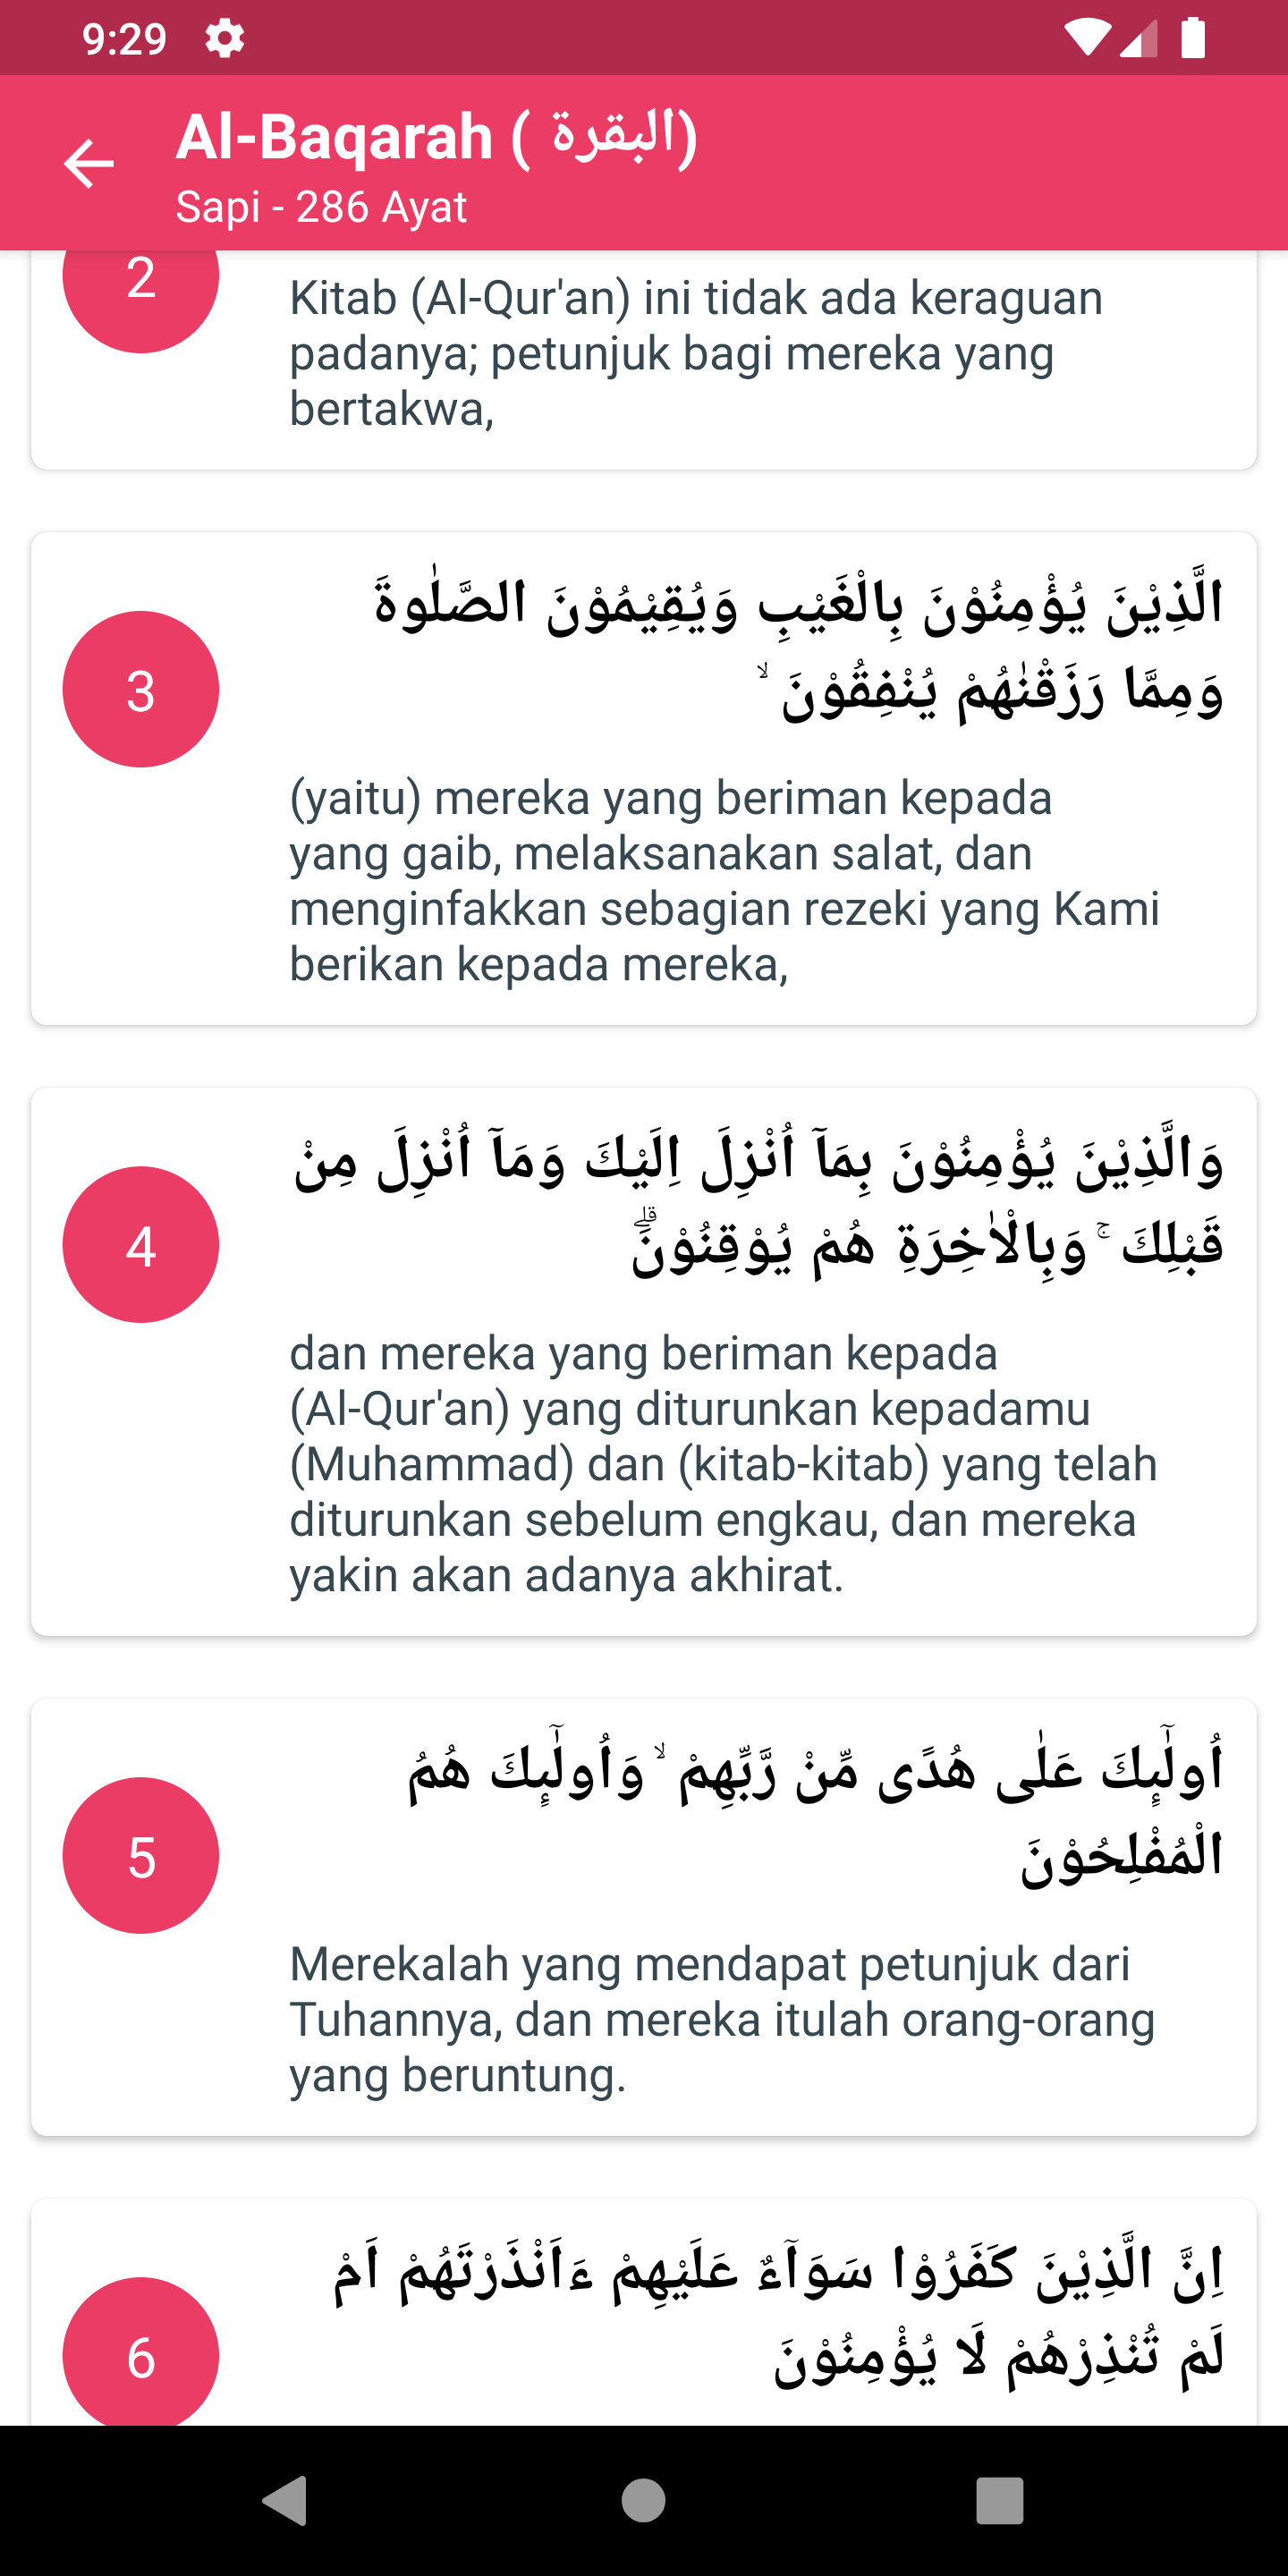 9:29
Al-Baqarah ( البقرة)
Sapi - 286 Ayat
2
Kitab (Al-Qur'an) ini tidak ada keraguan
padanya; petunjuk bagi mereka yang
bertakwa,
الَّذِيْنَ يُؤْمِنُوْنَ بِالْغَيْبِ وَيُقِيْمُوْنَ الصَّلٰوةَ
وَمِمَّا رَزَقْنٰهُمْ يُنْفِقُوْنَ ۙ
3
(yaitu) mereka yang beriman kepada
yang gaib, melaksanakan salat, dan
menginfakkan sebagian rezeki yang Kami
berikan kepada mereka,
وَالَّذِيْنَ يُؤْمِنُوْنَ بِمَآ اُنْزِلَ اِلَيْكَ وَمَآ اُنْزِلَ مِنْ
قَبْلِكَ ۚ وَبِالْاٰخِرَةِ هُمْ يُوْقِنُوْنَۗ
4
dan mereka yang beriman kepada
(Al-Qur'an) yang diturunkan kepadamu
(Muhammad) dan (kitab-kitab) yang telah
diturunkan sebelum engkau, dan mereka
yakin akan adanya akhirat.
اُولٰۤىِٕكَ عَلٰى هُدًى مِّنْ رَّبِّهِمْ ۙ وَاُولٰۤىِٕكَ هُمُ
الْمُفْلِحُوْنَ
5
Merekalah yang mendapat petunjuk dari
Tuhannya, dan mereka itulah orang-orang
yang beruntung.
اِنَّ الَّذِيْنَ كَفَرُوْا سَوَآءٌ عَلَيْهِمْ ءَاَنْذَرْتَهُمْ اَمْ
لَمْ تُنْذِرْهُمْ لَا يُؤْمِنُوْنَ
6